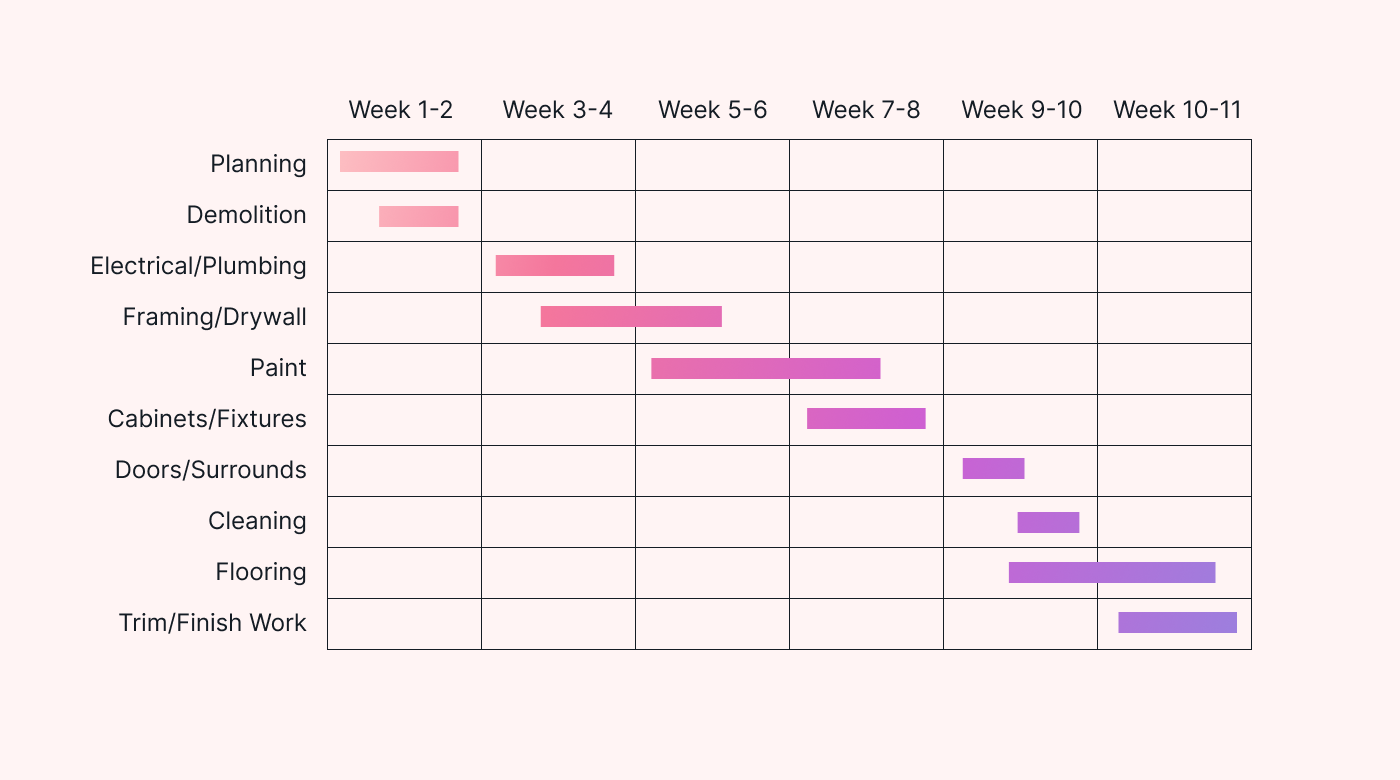 Week 1-2 Week 3-4 Week 5-6 Week 7-8 Week 9-10 Week 10-11
Planning
Demolition
Electrical/Plumbing
Framing/Drywall
Paint
Cabinets/Fixtures
Doors/Surrounds
Cleaning
Flooring
Trim/Finish Work